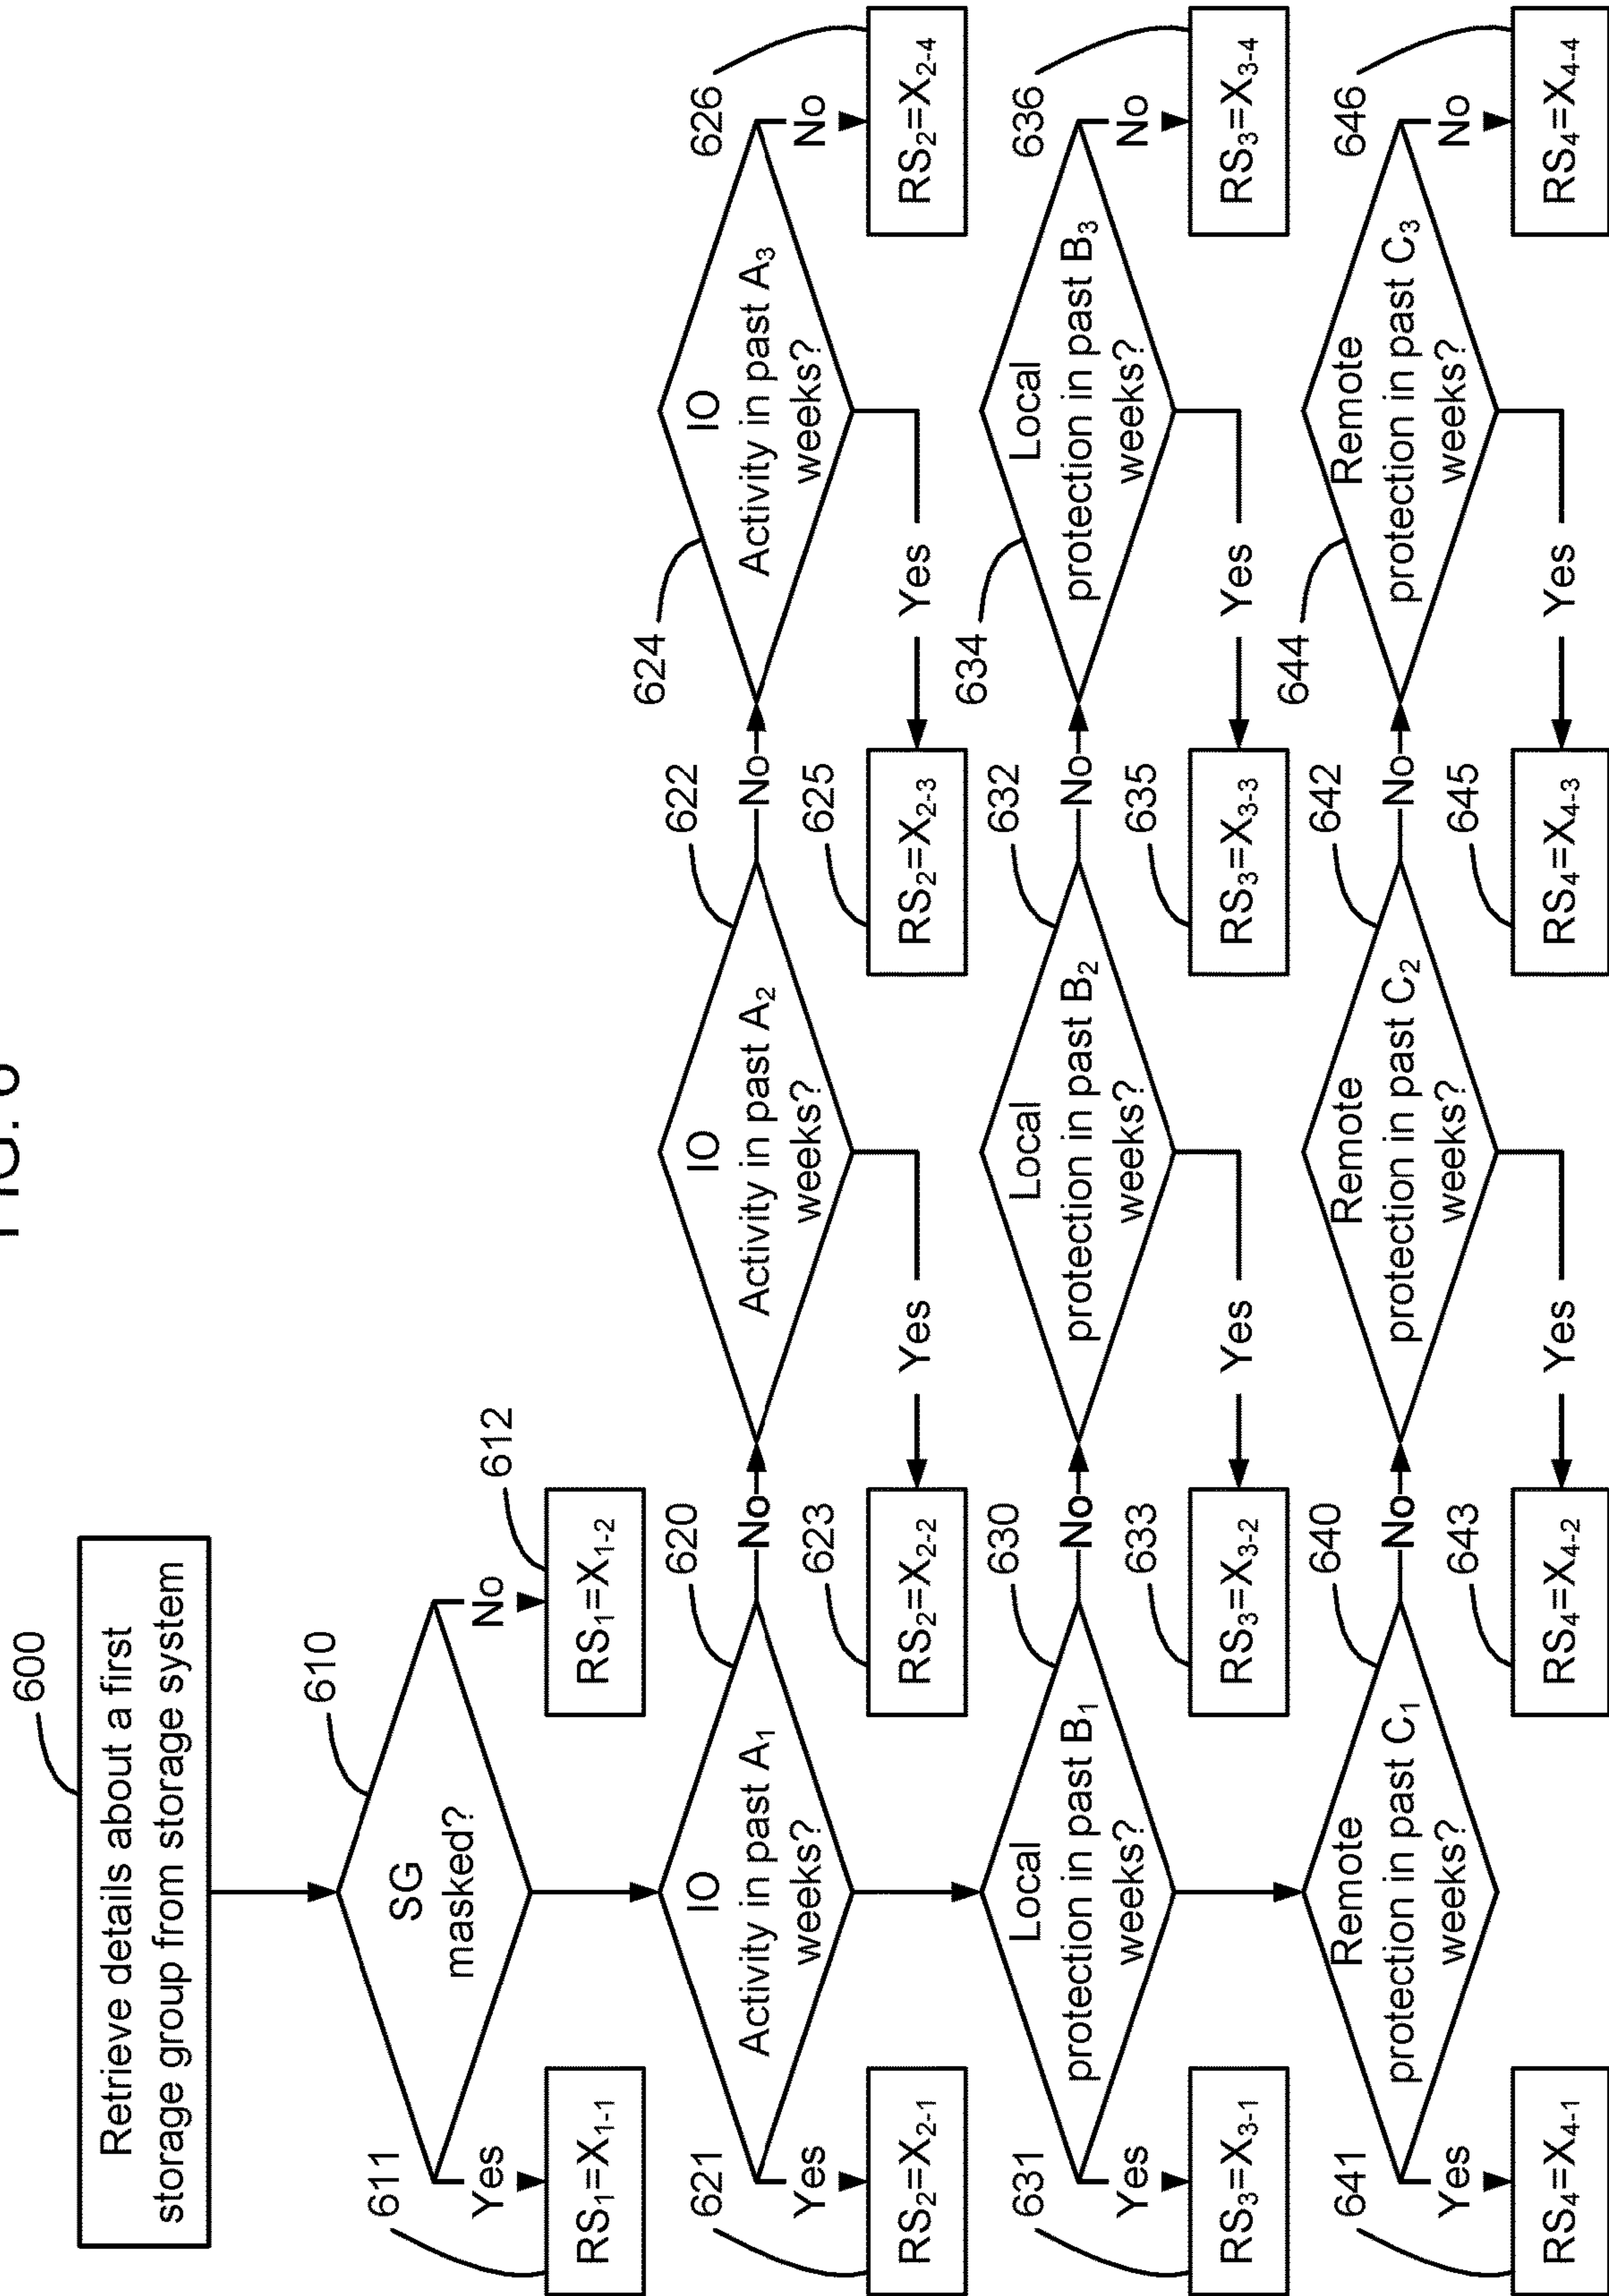 FIG. 6
600
Retrieve details about a first
storage group from storage system
610
SG
masked?
611
Yes
RS₁=X₁₋₁
No
612
RS₁=X₁₋₂
620
IO
Activity in past A₁
weeks?
621
Yes
RS₂=X₂₋₁
No
622
IO
Activity in past A₂
weeks?
Yes
623
RS₂=X₂₋₂
No
624
IO
Activity in past A₃
weeks?
Yes
625
RS₂=X₂₋₃
No
626
RS₂=X₂₋₄
630
Local
protection in past B₁
weeks?
631
Yes
RS₃=X₃₋₁
No
632
Local
protection in past B₂
weeks?
Yes
633
RS₃=X₃₋₂
No
634
Local
protection in past B₃
weeks?
Yes
635
RS₃=X₃₋₃
No
636
RS₃=X₃₋₄
640
Remote
protection in past C₁
weeks?
641
Yes
RS₄=X₄₋₁
No
642
Remote
protection in past C₂
weeks?
Yes
643
RS₄=X₄₋₂
No
644
Remote
protection in past C₃
weeks?
Yes
645
RS₄=X₄₋₃
No
646
RS₄=X₄₋₄